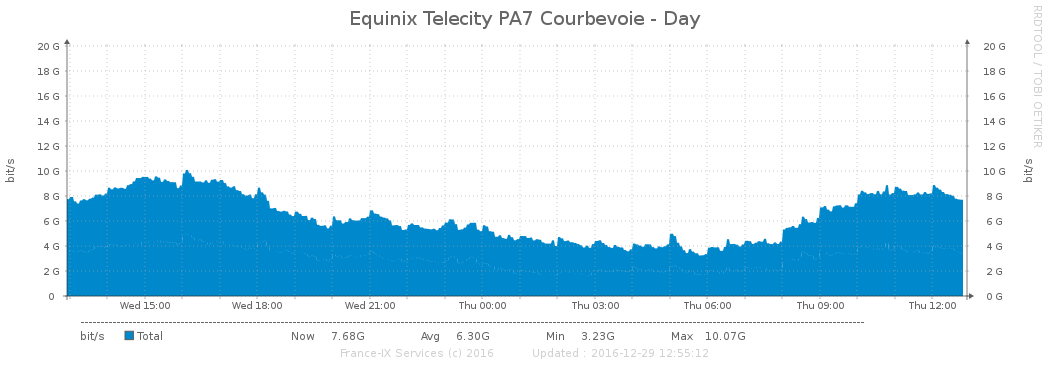 Equinix Telecity PA7 Courbevoie - Day
RRDTOOL / TOBI OETIKER
bit/s
bit/s
20 G 20 G
18 G 18 G
16 G 16 G
14 G 14 G
12 G 12 G
10 G 10 G
8 G 8 G
6 G 6 G
4 G 4 G
2 G 2 G
0 0 G
Wed 15:00 Wed 18:00 Wed 21:00 Thu 00:00 Thu 03:00 Thu 06:00 Thu 09:00 Thu 12:00
bit/s Total Now 7.68G Avg 6.30G Min 3.23G Max 10.07G
France-IX Services (c) 2016 Updated : 2016-12-29 12:55:12